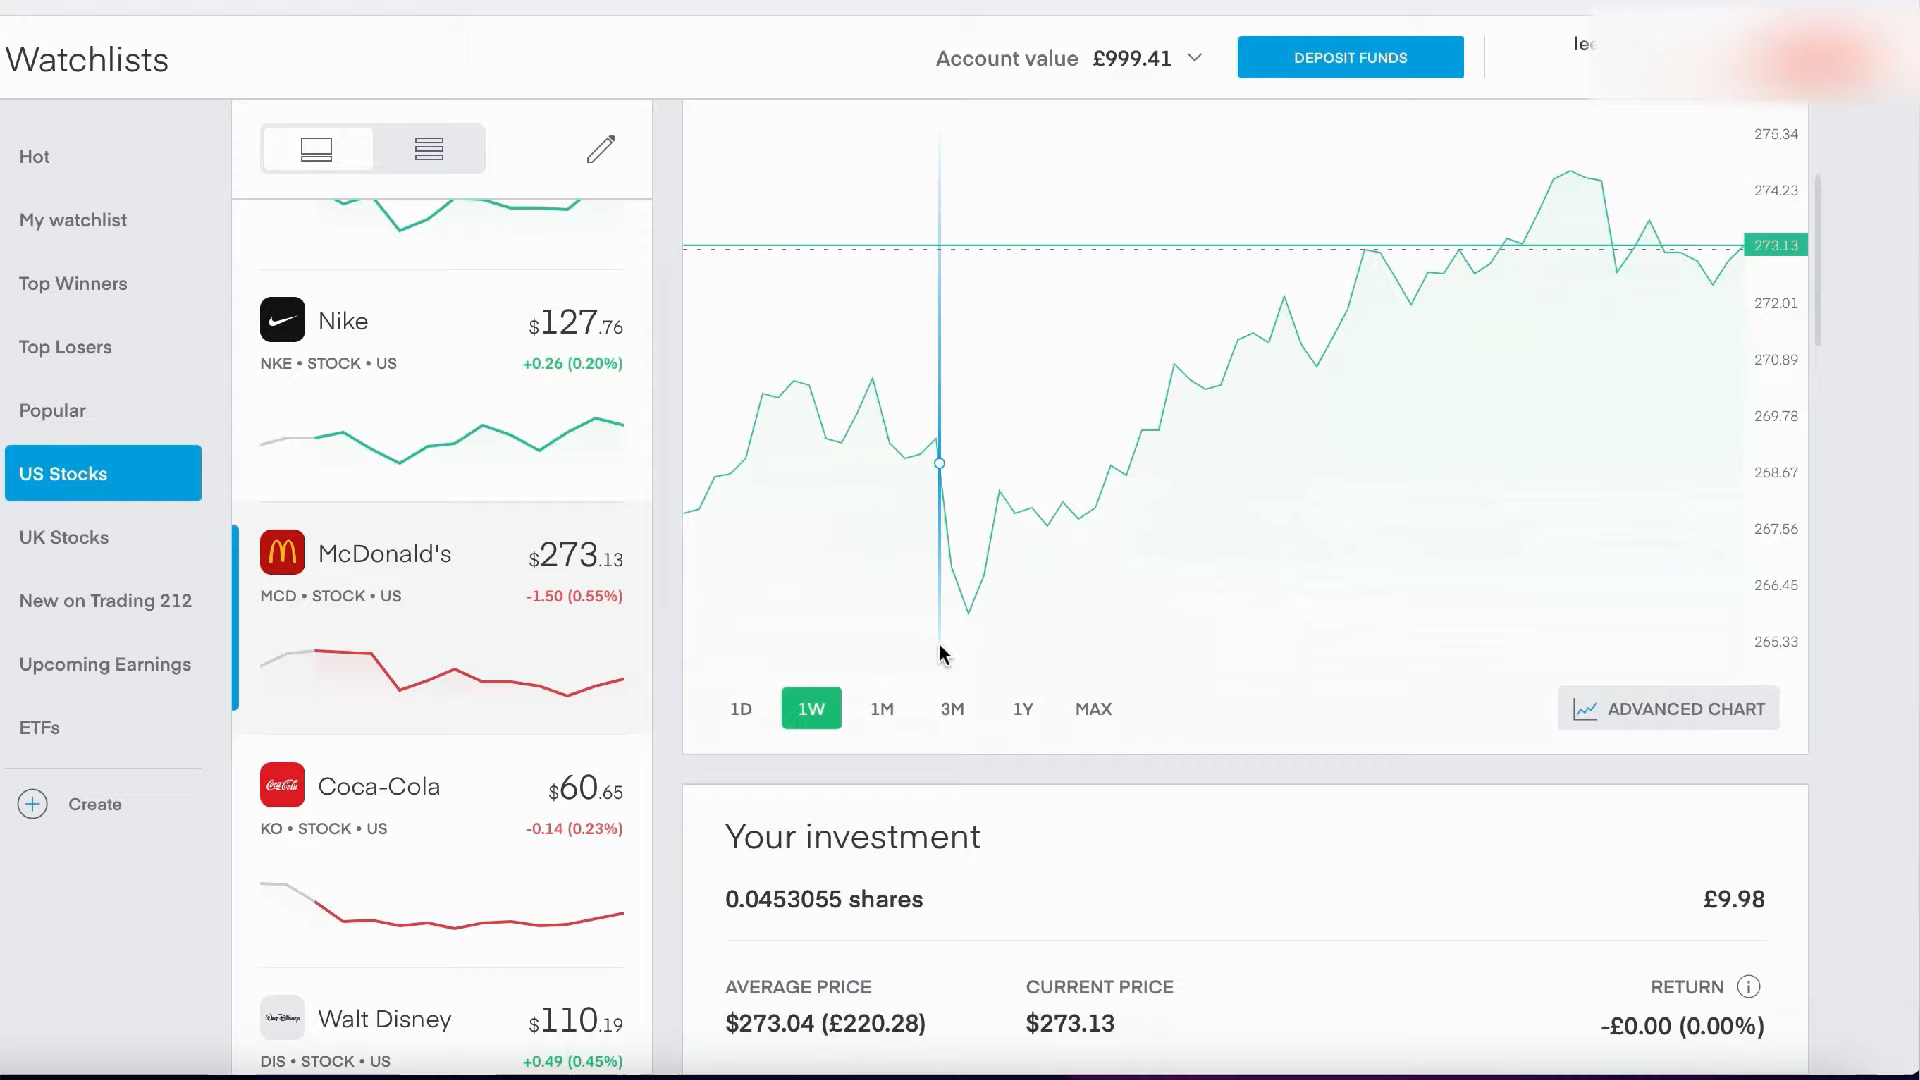 Watchlists
Account value £999.41
DEPOSIT FUNDS
Hot
My watchlist
Top Winners
Top Losers
Popular
US Stocks
UK Stocks
New on Trading 212
Upcoming Earnings
ETFs
Create
Nike
$127.76
NKE • STOCK • US
+0.26 (0.20%)
McDonald's
$273.13
MCD • STOCK • US
-1.50 (0.55%)
Coca-Cola
$60.65
KO • STOCK • US
-0.14 (0.23%)
Walt Disney
$110.19
DIS • STOCK • US
+0.49 (0.45%)
275.34
274.23
273.13
272.01
270.89
269.78
268.67
267.56
266.45
265.33
1D 1W 1M 3M 1Y MAX
ADVANCED CHART
Your investment
0.0453055 shares
£9.98
AVERAGE PRICE
$273.04 (£220.28)
CURRENT PRICE
$273.13
RETURN
-£0.00 (0.00%)